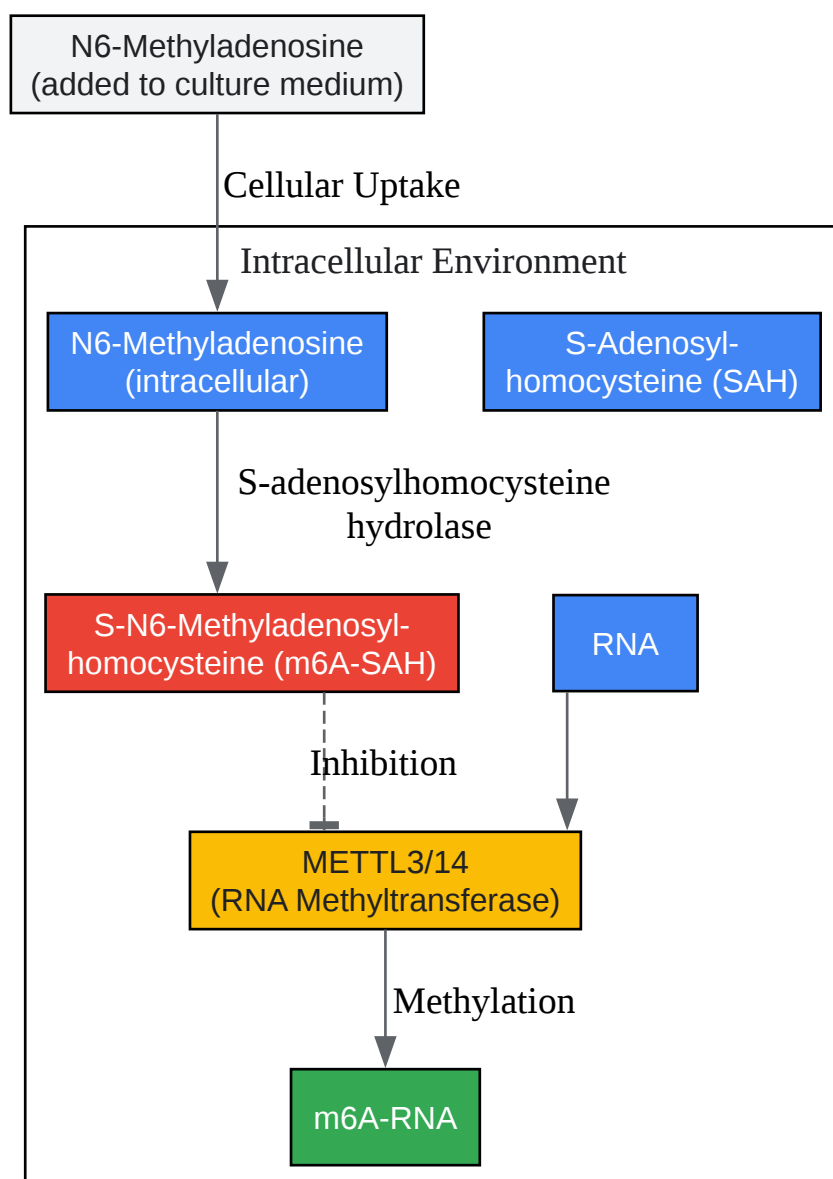 N6-Methyladenosine
(added to culture medium)
Cellular Uptake
Intracellular Environment
N6-Methyladenosine
(intracellular)
S-Adenosyl-
homocysteine (SAH)
S-adenosylhomocysteine
hydrolase
S-N6-Methyladenosyl-
homocysteine (m6A-SAH)
RNA
Inhibition
METTL3/14
(RNA Methyltransferase)
Methylation
m6A-RNA